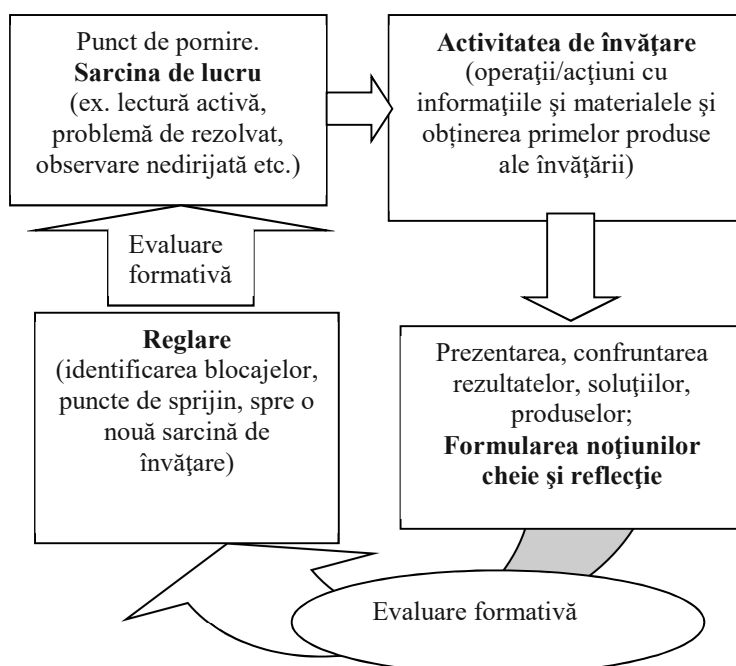 Punct de pornire.
Sarcina de lucru
(ex. lectură activă,
problemă de rezolvat,
observare nedirijată etc.)
Activitatea de învăţare
(operaţii/acţiuni cu
informaţiile şi materialele şi
obținerea primelor produse
ale învăţării)
Evaluare
formativă
Reglare
(identificarea blocajelor,
puncte de sprijin, spre o
nouă sarcină de
învăţare)
Prezentarea, confruntarea
rezultatelor, soluţiilor,
produselor;
Formularea noţiunilor
cheie şi reflecţie
Evaluare formativă